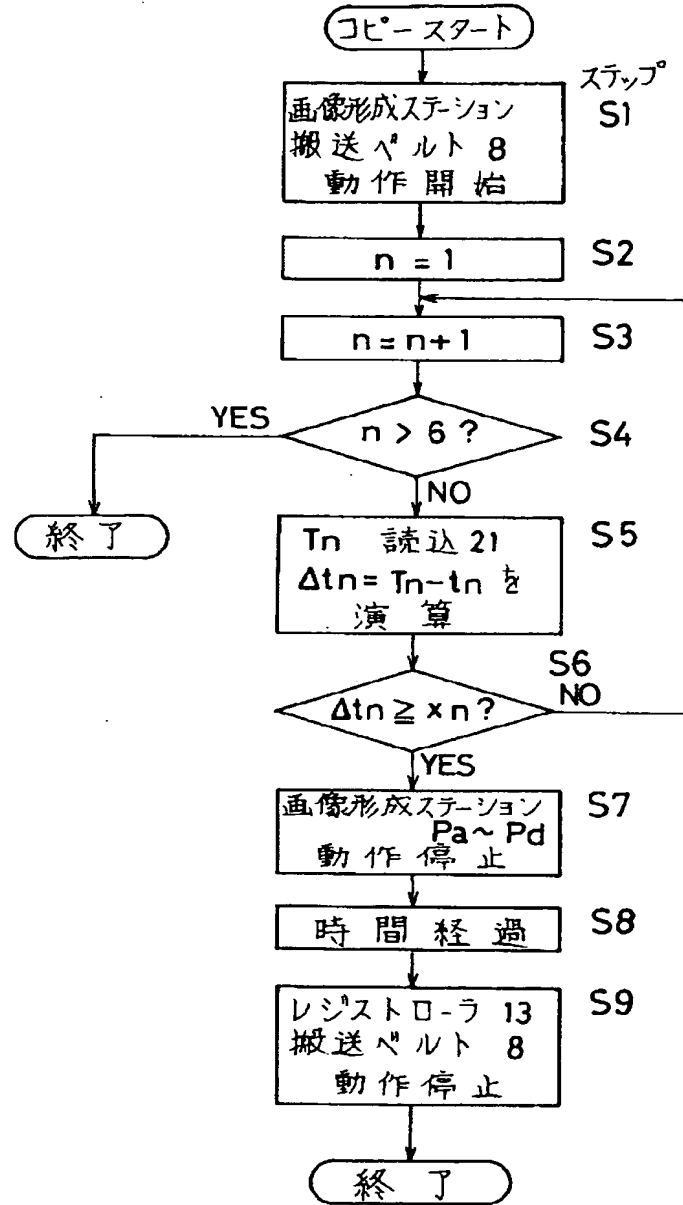 コピースタート
ステップ
S1
画像形成ステーション
搬送ベルト 8
動作開始
S2
n = 1
S3
n = n+1
YES
n > 6 ?
S4
NO
終了
S5
Tn 読込 21
Δtn = Tn-tn を
演算
S6
Δtn ≧ xn ?
NO
YES
S7
画像形成ステーション
Pa~Pd
動作停止
時間経過
S8
レジストローラ 13
S9
搬送ベルト 8
動作停止
終了